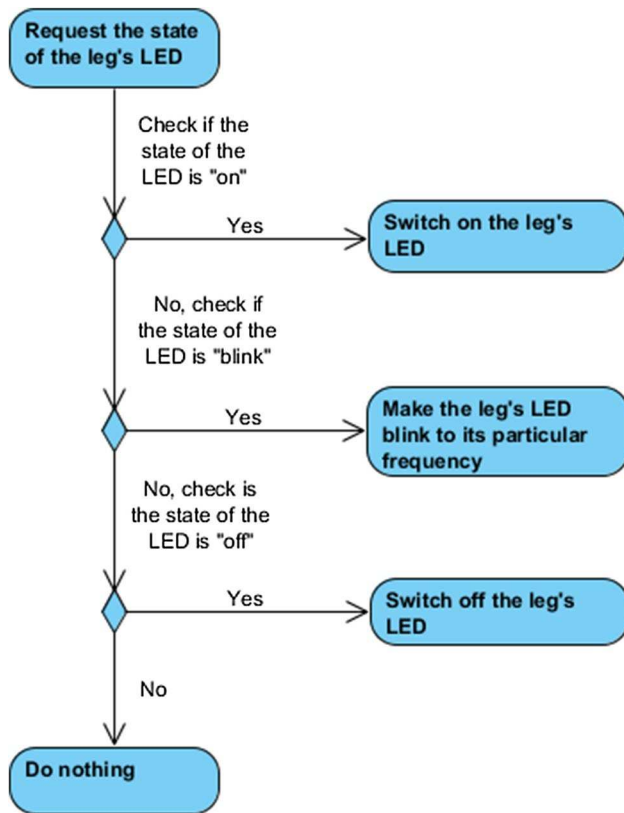 Request the state
of the leg's LED
Check if the
state of the
LED is "on"
Yes
Switch on the leg's
LED
No, check if
the state of the
LED is "blink"
Yes
Make the leg's LED
blink to its particular
frequency
No, check is
the state of the
LED is "off"
Yes
Switch off the leg's
LED
No
Do nothing